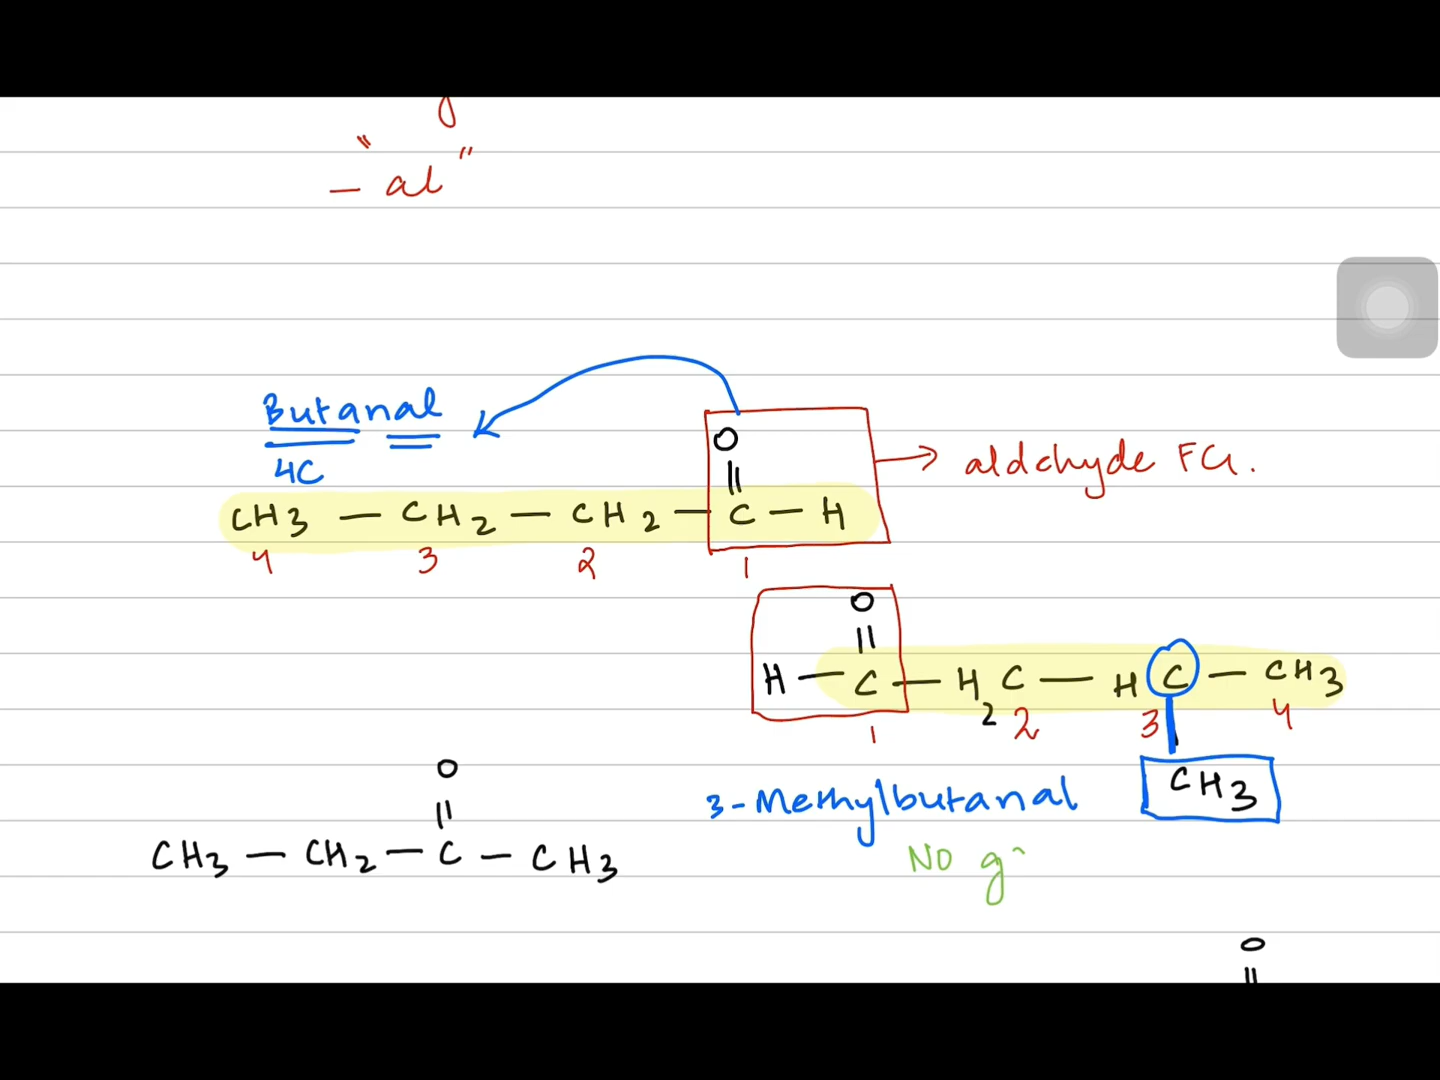 "- al"
Butanal
4C
O
||
CH3 — CH2 — CH2 — C — H
4 3 2 1
→ aldehyde FG.
O
||
H — C — H2C — HC — CH3
1 2 3 4
CH3
3-Methylbutanal
NO g
O
||
CH3 — CH2 — C — CH3
O
||